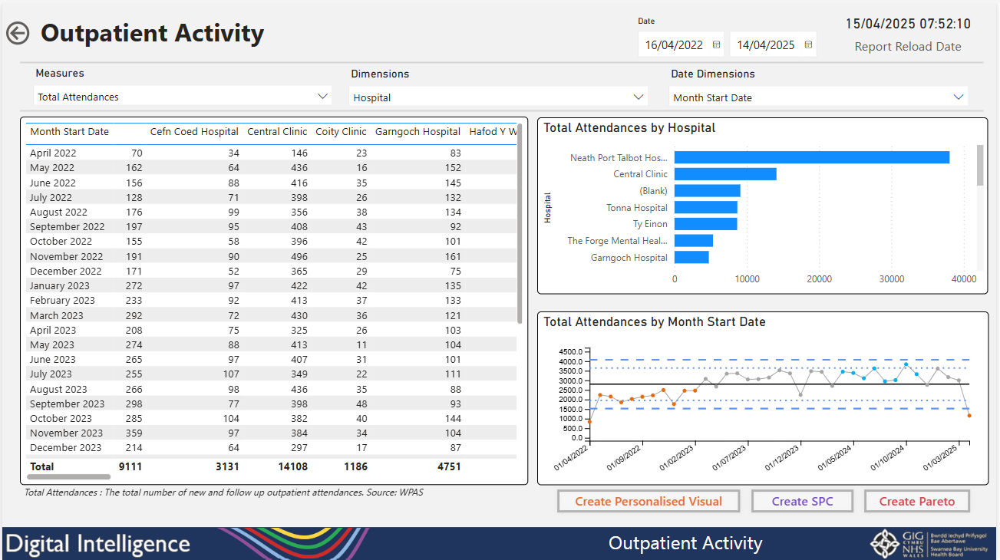 Outpatient Activity
Date
16/04/2022 14/04/2025
15/04/2025 07:52:10
Report Reload Date
Measures Dimensions Date Dimensions
Total Attendances Hospital Month Start Date
Month Start Date Cefn Coed Hospital Central Clinic Coity Clinic Garngoch Hospital Hafod Y W
April 2022 70 34 146 23 83
May 2022 162 64 436 16 152
June 2022 156 88 416 35 145
July 2022 128 71 398 26 132
August 2022 176 99 356 38 134
September 2022 197 95 408 43 92
October 2022 155 58 396 42 101
November 2022 191 90 496 25 161
December 2022 171 52 365 29 75
January 2023 272 97 422 42 135
February 2023 233 92 413 37 133
March 2023 292 72 430 36 121
April 2023 208 75 325 26 103
May 2023 274 88 413 11 104
June 2023 265 97 407 31 101
July 2023 255 107 349 22 111
August 2023 266 98 436 35 88
September 2023 298 77 398 48 93
October 2023 285 104 382 40 144
November 2023 359 97 384 34 104
December 2023 214 64 297 17 87
Total 9111 3131 14108 1186 4751
Total Attendances : The total number of new and follow up outpatient attendances. Source: WPAS
Total Attendances by Hospital
Hospital
Neath Port Talbot Hos...
Central Clinic
(Blank)
Tonna Hospital
Ty Einon
The Forge Mental Heal...
Garngoch Hospital
0 10000 20000 30000 40000
Total Attendances by Month Start Date
4500.0
4000.0
3500.0
3000.0
2500.0
2000.0
1500.0
1000.0
500.0
0.0
01/04/2022 01/09/2022 01/02/2023 01/07/2023 01/12/2023 01/05/2024 01/10/2024 01/03/2025
Create Personalised Visual Create SPC Create Pareto
Digital Intelligence
Outpatient Activity
GIG
CYMRU
NHS
WALES
Bwrdd Iechyd Prifysgol
Bae Abertawe
Swansea Bay University
Health Board